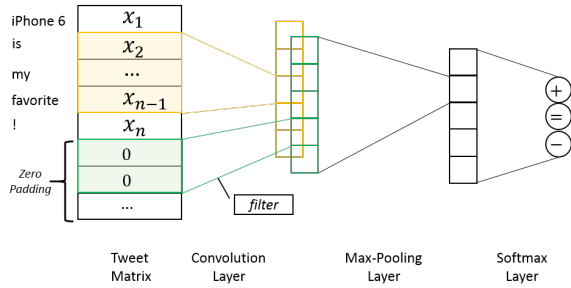 iPhone 6
is
my
favorite
!
Zero
Padding
x₁
x₂
...
xₙ₋₁
xₙ
0
0
...
filter
+
=
−
Tweet
Matrix
Convolution
Layer
Max-Pooling
Layer
Softmax
Layer